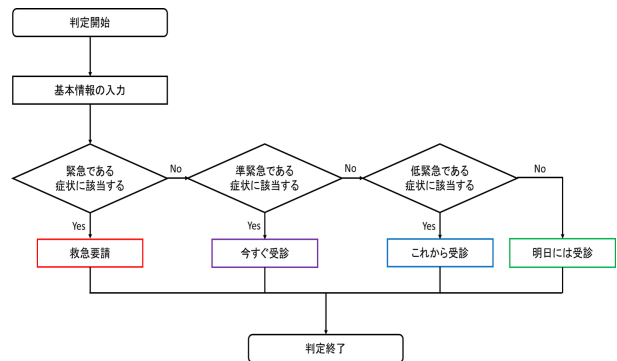 判定開始
基本情報の入力
緊急である
症状に該当する
No
準緊急である
症状に該当する
No
低緊急である
症状に該当する
No
Yes
Yes
Yes
救急要請
今すぐ受診
これから受診
明日には受診
判定終了